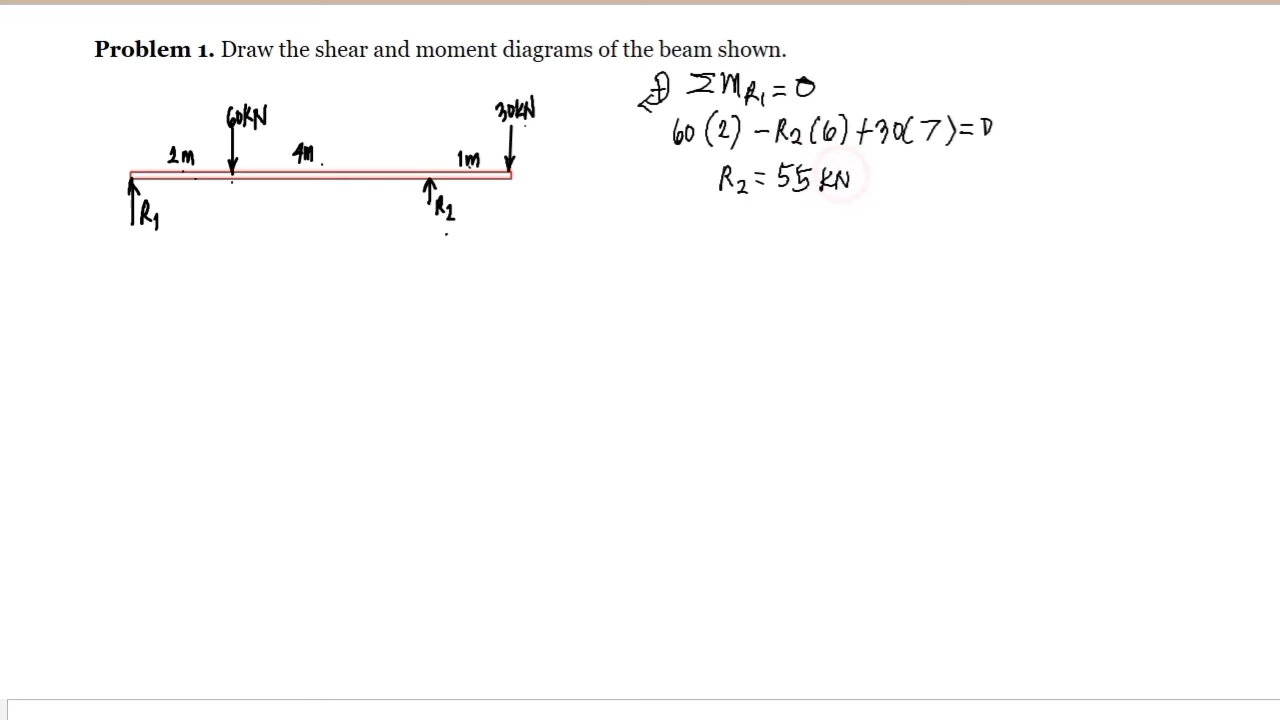 Problem 1. Draw the shear and moment diagrams of the beam shown.
60KN
30KN
2m
4m
1m
R1
R2
+ ΣM_R1 = 0
60(2) - R2(6) + 30(7) = 0
R2 = 55 KN